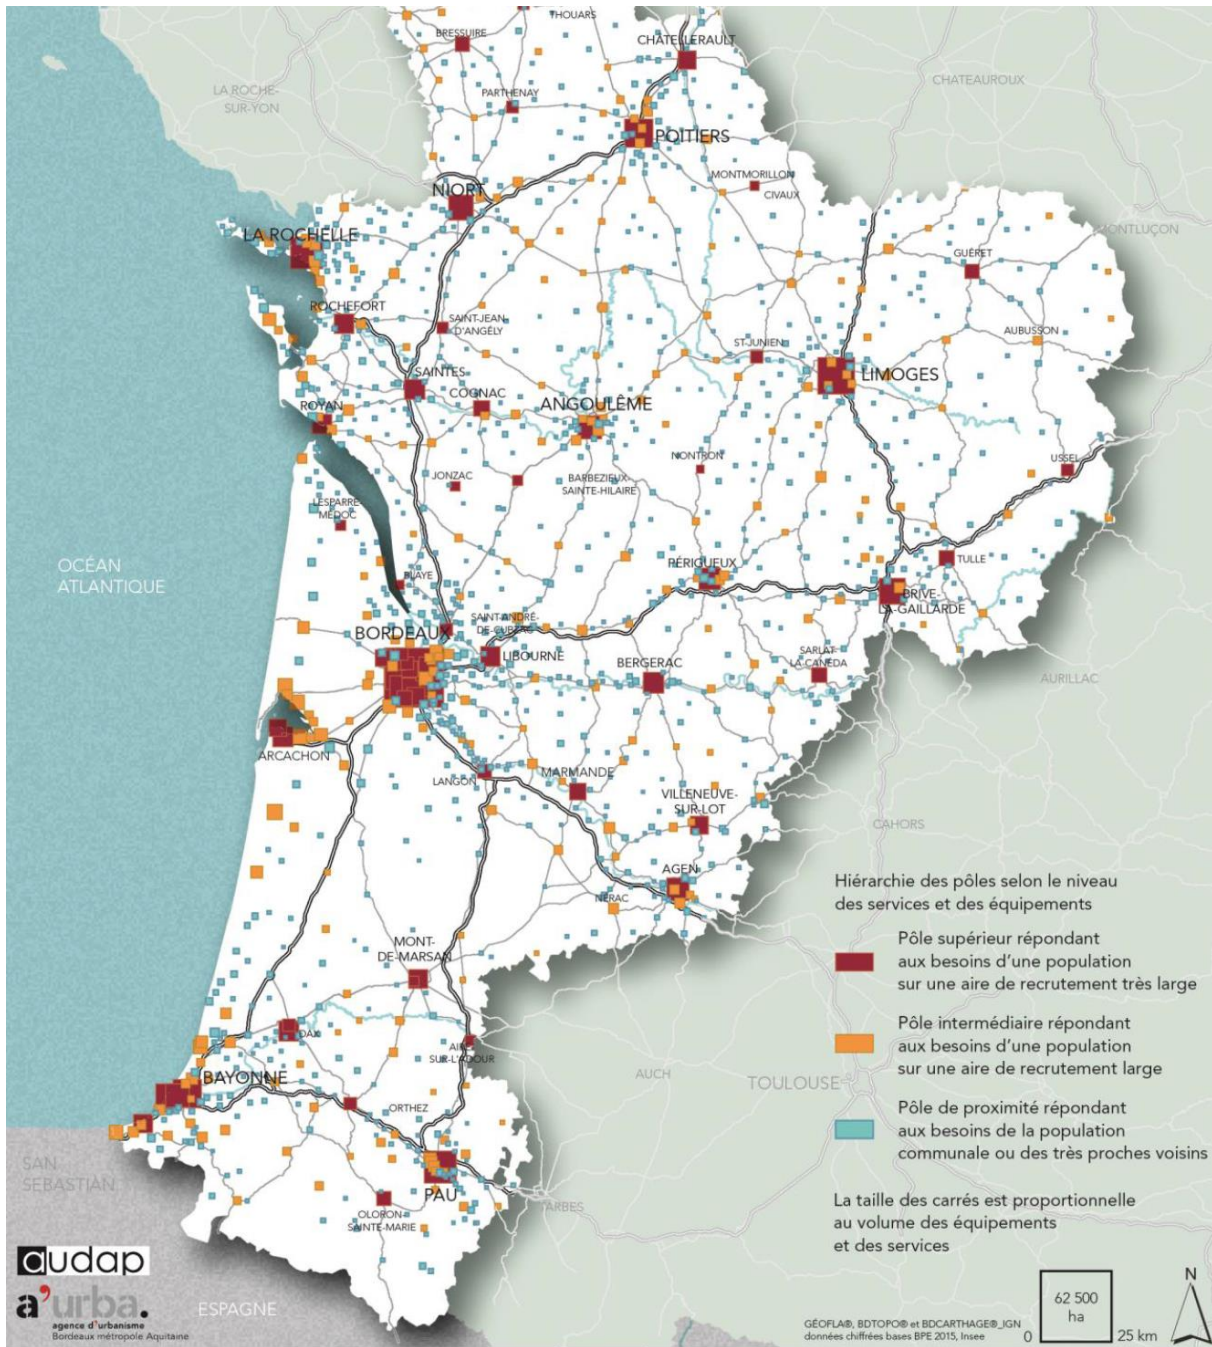 THOUARS
BRESSUIRE
CHÂTELLERAULT
CHATEAUROUX
LA ROCHE-
SUR-YON
PARTHENAY
POITIERS
MONTMORILLON
CIVAUX
NIORT
LA ROCHELLE
MONTLUÇON
GUÉRET
ROCHEFORT
SAINT-JEAN-
D'ANGÉLY
AUBUSSON
ST-JUNIEN
SAINTES
LIMOGES
COGNAC
ANGOULÊME
ROYAN
NONTRON
USSEL
JONZAC
BARBEZIEUX-
SAINTE-HILAIRE
LESPARRE-
MÉDOC
OCÉAN
ATLANTIQUE
PÉRIGUEUX
TULLE
BLAYE
BRIVE-
LA-GAILLARDE
SAINT-ANDRÉ-
DE-CUBZAC
BORDEAUX
LIBOURNE
BERGERAC
SARLAT-
LA-CANÉDA
AURILLAC
ARCACHON
LANGON
MARMANDE
VILLENEUVE-
SUR-LOT
CAHORS
AGEN
NÉRAC
Hiérarchie des pôles selon le niveau
des services et des équipements
Pôle supérieur répondant
aux besoins d'une population
sur une aire de recrutement très large
MONT-
DE-MARSAN
Pôle intermédiaire répondant
aux besoins d'une population
sur une aire de recrutement large
DAX
AIRE-
SUR-L'ADOUR
AUCH
TOULOUSE
BAYONNE
ORTHEZ
Pôle de proximité répondant
aux besoins de la population
communale ou des très proches voisins
SAN
SEBASTIAN
PAU
TARBES
OLORON-
SAINTE-MARIE
La taille des carrés est proportionnelle
au volume des équipements
et des services
audap
a'urba.
agence d'urbanisme
Bordeaux métropole Aquitaine
ESPAGNE
N
62 500
ha
GÉOFLA®, BDTOPO® et BDCARTHAGE®_IGN
données chiffrées bases BPE 2015, Insee
0
25 km